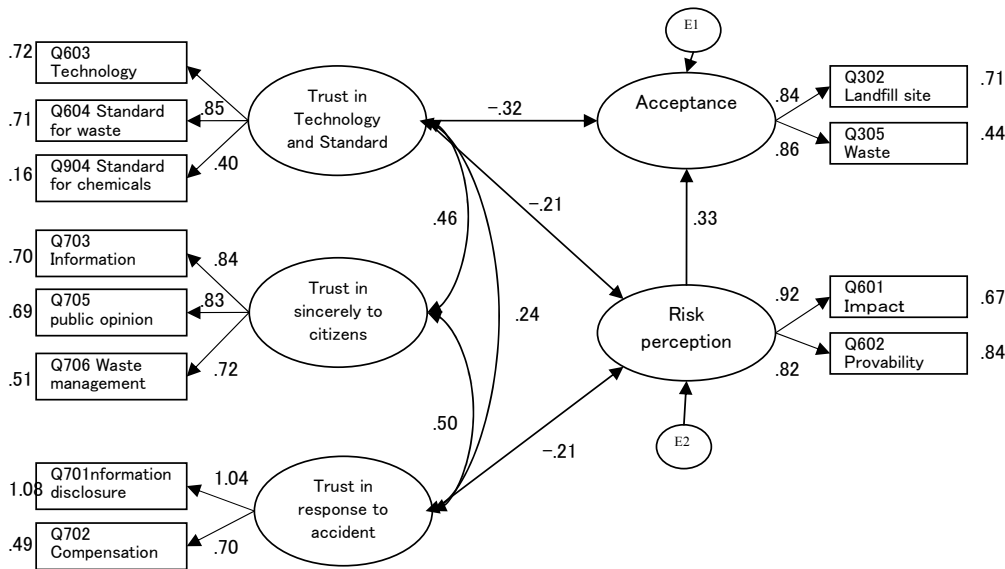 E1
.72
Q603
Technology
.85
.71
Q604 Standard
for waste
.40
.16
Q904 Standard
for chemicals
Trust in
Technology
and Standard
-.32
Acceptance
.84
Q302
Landfill site
.71
.86
Q305
Waste
.44
-.21
.46
.33
.70
Q703
Information
.84
.69
Q705
public opinion
.83
.51
Q706 Waste
management
.72
Trust in
sincerely to
citizens
.24
Risk
perception
.92
Q601
Impact
.67
.82
Q602
Provability
.84
.50
-.21
E2
1.08
Q701nformation
disclosure
1.04
.49
Q702
Compensation
.70
Trust in
response to
accident